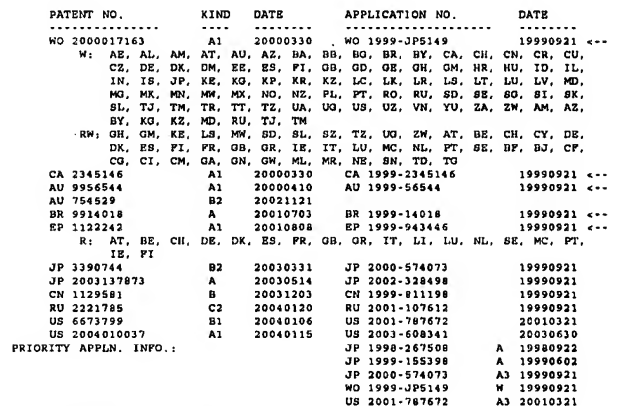 PATENT NO. KIND DATE APPLICATION NO. DATE
WO 2000017163 A1 20000330 WO 1999-JP5149 19990921 <--
W: AE, AL, AM, AT, AU, AZ, BA, BB, BG, BR, BY, CA, CH, CN, CR, CU,
CZ, DE, DK, DM, EE, ES, FI, GB, GD, GE, GH, GM, HR, HU, ID, IL,
IN, IS, JP, KE, KG, KP, KR, KZ, LC, LK, LR, LS, LT, LU, LV, MD,
MG, MK, MN, MW, MX, NO, NZ, PL, PT, RO, RU, SD, SE, SG, SI, SK,
SL, TJ, TM, TR, TT, TZ, UA, UG, US, UZ, VN, YU, ZA, ZW, AM, AZ,
BY, KG, KZ, MD, RU, TJ, TM
RW: GH, GM, KE, LS, MW, SD, SL, SZ, TZ, UG, ZW, AT, BE, CH, CY, DE,
DK, ES, FI, FR, GB, GR, IE, IT, LU, MC, NL, PT, SE, BF, BJ, CF,
CG, CI, CM, GA, GN, GW, ML, MR, NE, SN, TD, TG
CA 2345146 A1 20000330 CA 1999-2345146 19990921 <--
AU 9956544 A1 20000410 AU 1999-56544 19990921 <--
AU 754529 B2 20021121
BR 9914018 A 20010703 BR 1999-14018 19990921 <--
EP 1122242 A1 20010808 EP 1999-943446 19990921 <--
R: AT, BE, CH, DE, DK, ES, FR, GB, GR, IT, LI, LU, NL, SE, MC, PT,
IE, FI
JP 3390744 B2 20030331 JP 2000-574073 19990921
JP 2003137873 A 20030514 JP 2002-328498 19990921
CN 1129581 B 20031203 CN 1999-811198 19990921
RU 2221785 C2 20040120 RU 2001-107612 19990921
US 6673799 B1 20040106 US 2001-787672 20010321
US 2004010037 A1 20040115 US 2003-608341 20030630
PRIORITY APPLN. INFO.: JP 1998-267508 A 19980922
JP 1999-155398 A 19990602
JP 2000-574073 A3 19990921
WO 1999-JP5149 W 19990921
US 2001-787672 A3 20010321